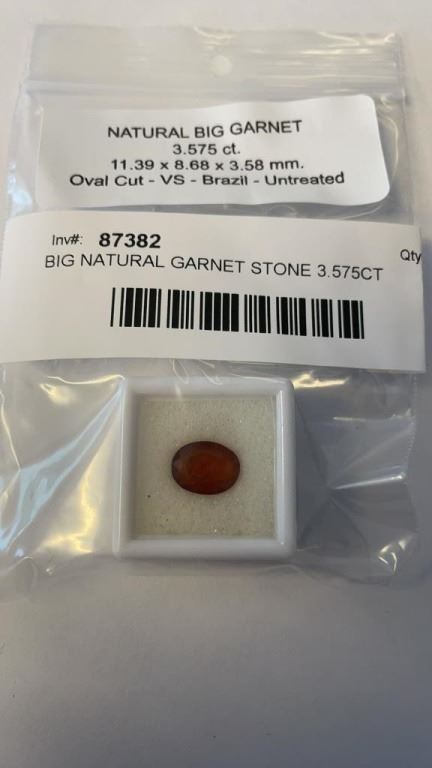 NATURAL BIG GARNET
3.575 ct.
11.39 x 8.68 x 3.58 mm.
Oval Cut - VS - Brazil - Untreated
Inv#: 87382
Qty
BIG NATURAL GARNET STONE 3.575CT